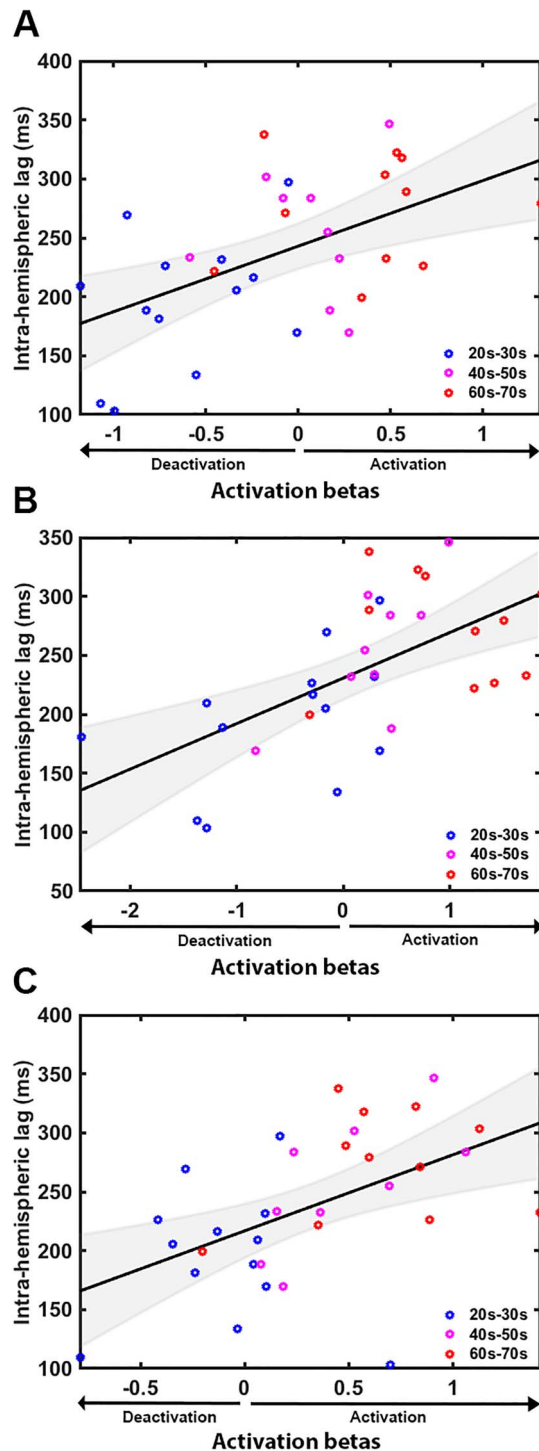 A
Intra-hemispheric lag (ms)
400
350
300
250
200
150
100
20s-30s
40s-50s
60s-70s
-1 -0.5 0 0.5 1
Deactivation Activation
Activation betas
B
Intra-hemispheric lag (ms)
350
300
250
200
150
100
50
20s-30s
40s-50s
60s-70s
-2 -1 0 1
Deactivation Activation
Activation betas
C
Intra-hemispheric lag (ms)
400
350
300
250
200
150
100
20s-30s
40s-50s
60s-70s
-0.5 0 0.5 1
Deactivation Activation
Activation betas